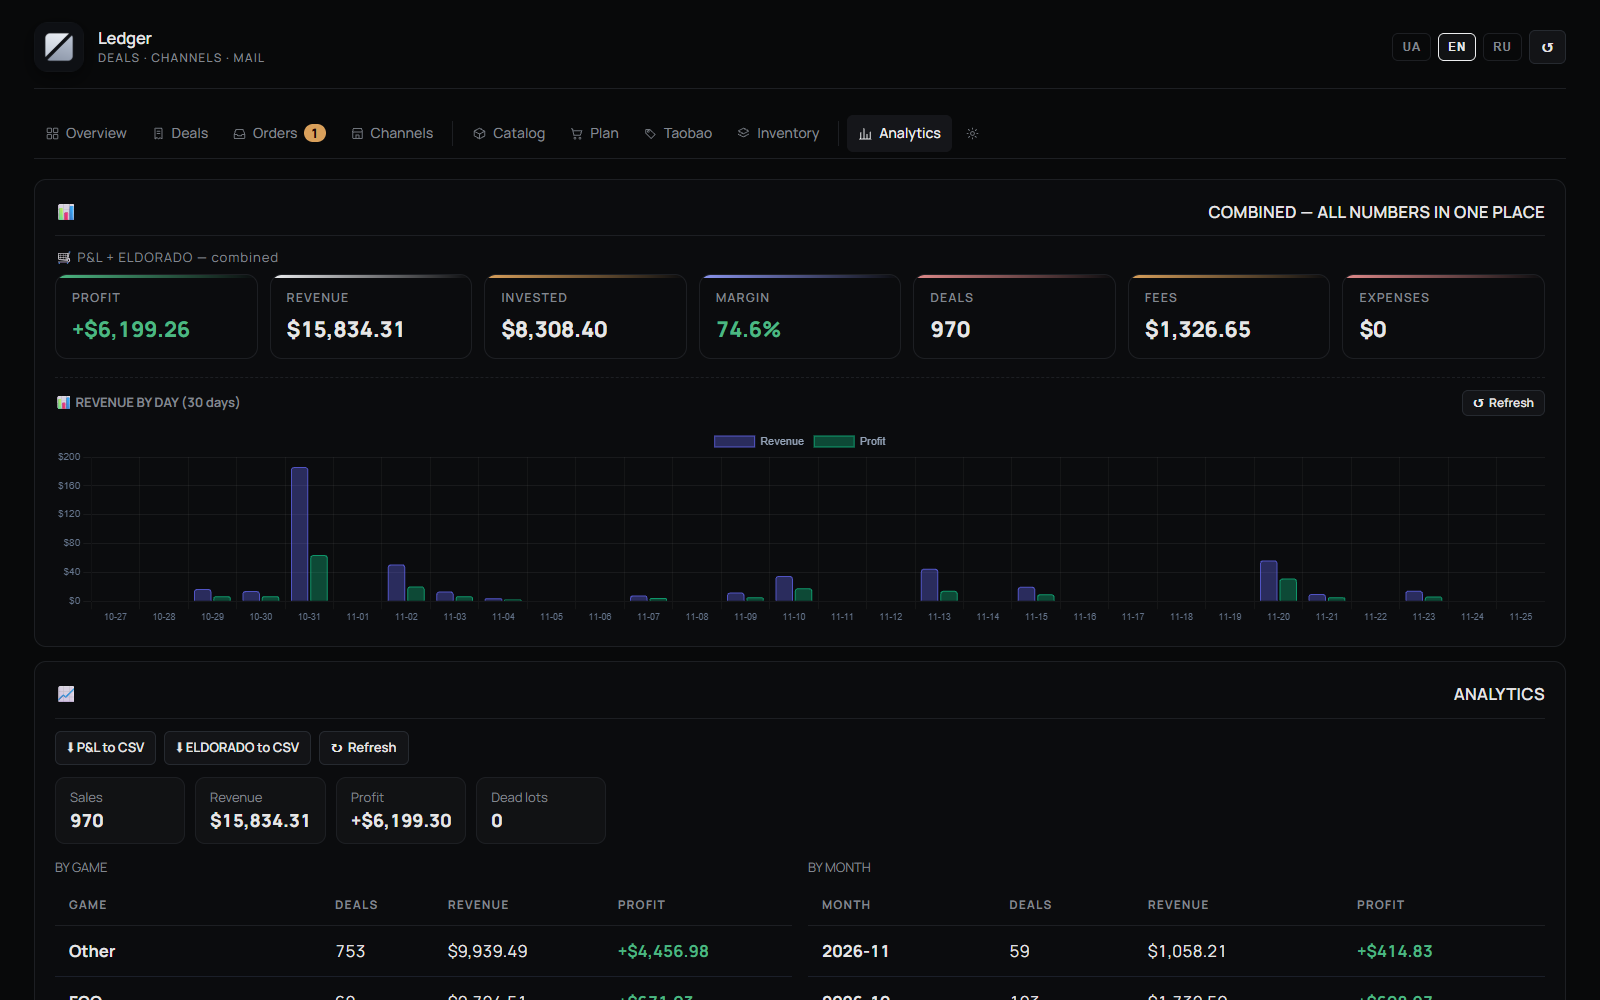 Ledger
DEALS · CHANNELS · MAIL
UA EN RU
Overview Deals Orders 1 Channels Catalog Plan Taobao Inventory Analytics
COMBINED — ALL NUMBERS IN ONE PLACE
P&L + ELDORADO — combined
PROFIT REVENUE INVESTED MARGIN DEALS FEES EXPENSES
+$6,199.26 $15,834.31 $8,308.40 74.6% 970 $1,326.65 $0
REVENUE BY DAY (30 days) ↺ Refresh
Revenue Profit
$200
$160
$120
$80
$40
$0
10-27 10-28 10-29 10-30 10-31 11-01 11-02 11-03 11-04 11-05 11-06 11-07 11-08 11-09 11-10 11-11 11-12 11-13 11-14 11-15 11-16 11-17 11-18 11-19 11-20 11-21 11-22 11-23 11-24 11-25
ANALYTICS
⬇ P&L to CSV ⬇ ELDORADO to CSV ↻ Refresh
Sales Revenue Profit Dead lots
970 $15,834.31 +$6,199.30 0
BY GAME
GAME DEALS REVENUE PROFIT
Other 753 $9,939.49 +$4,456.98
BY MONTH
MONTH DEALS REVENUE PROFIT
2026-11 59 $1,058.21 +$414.83